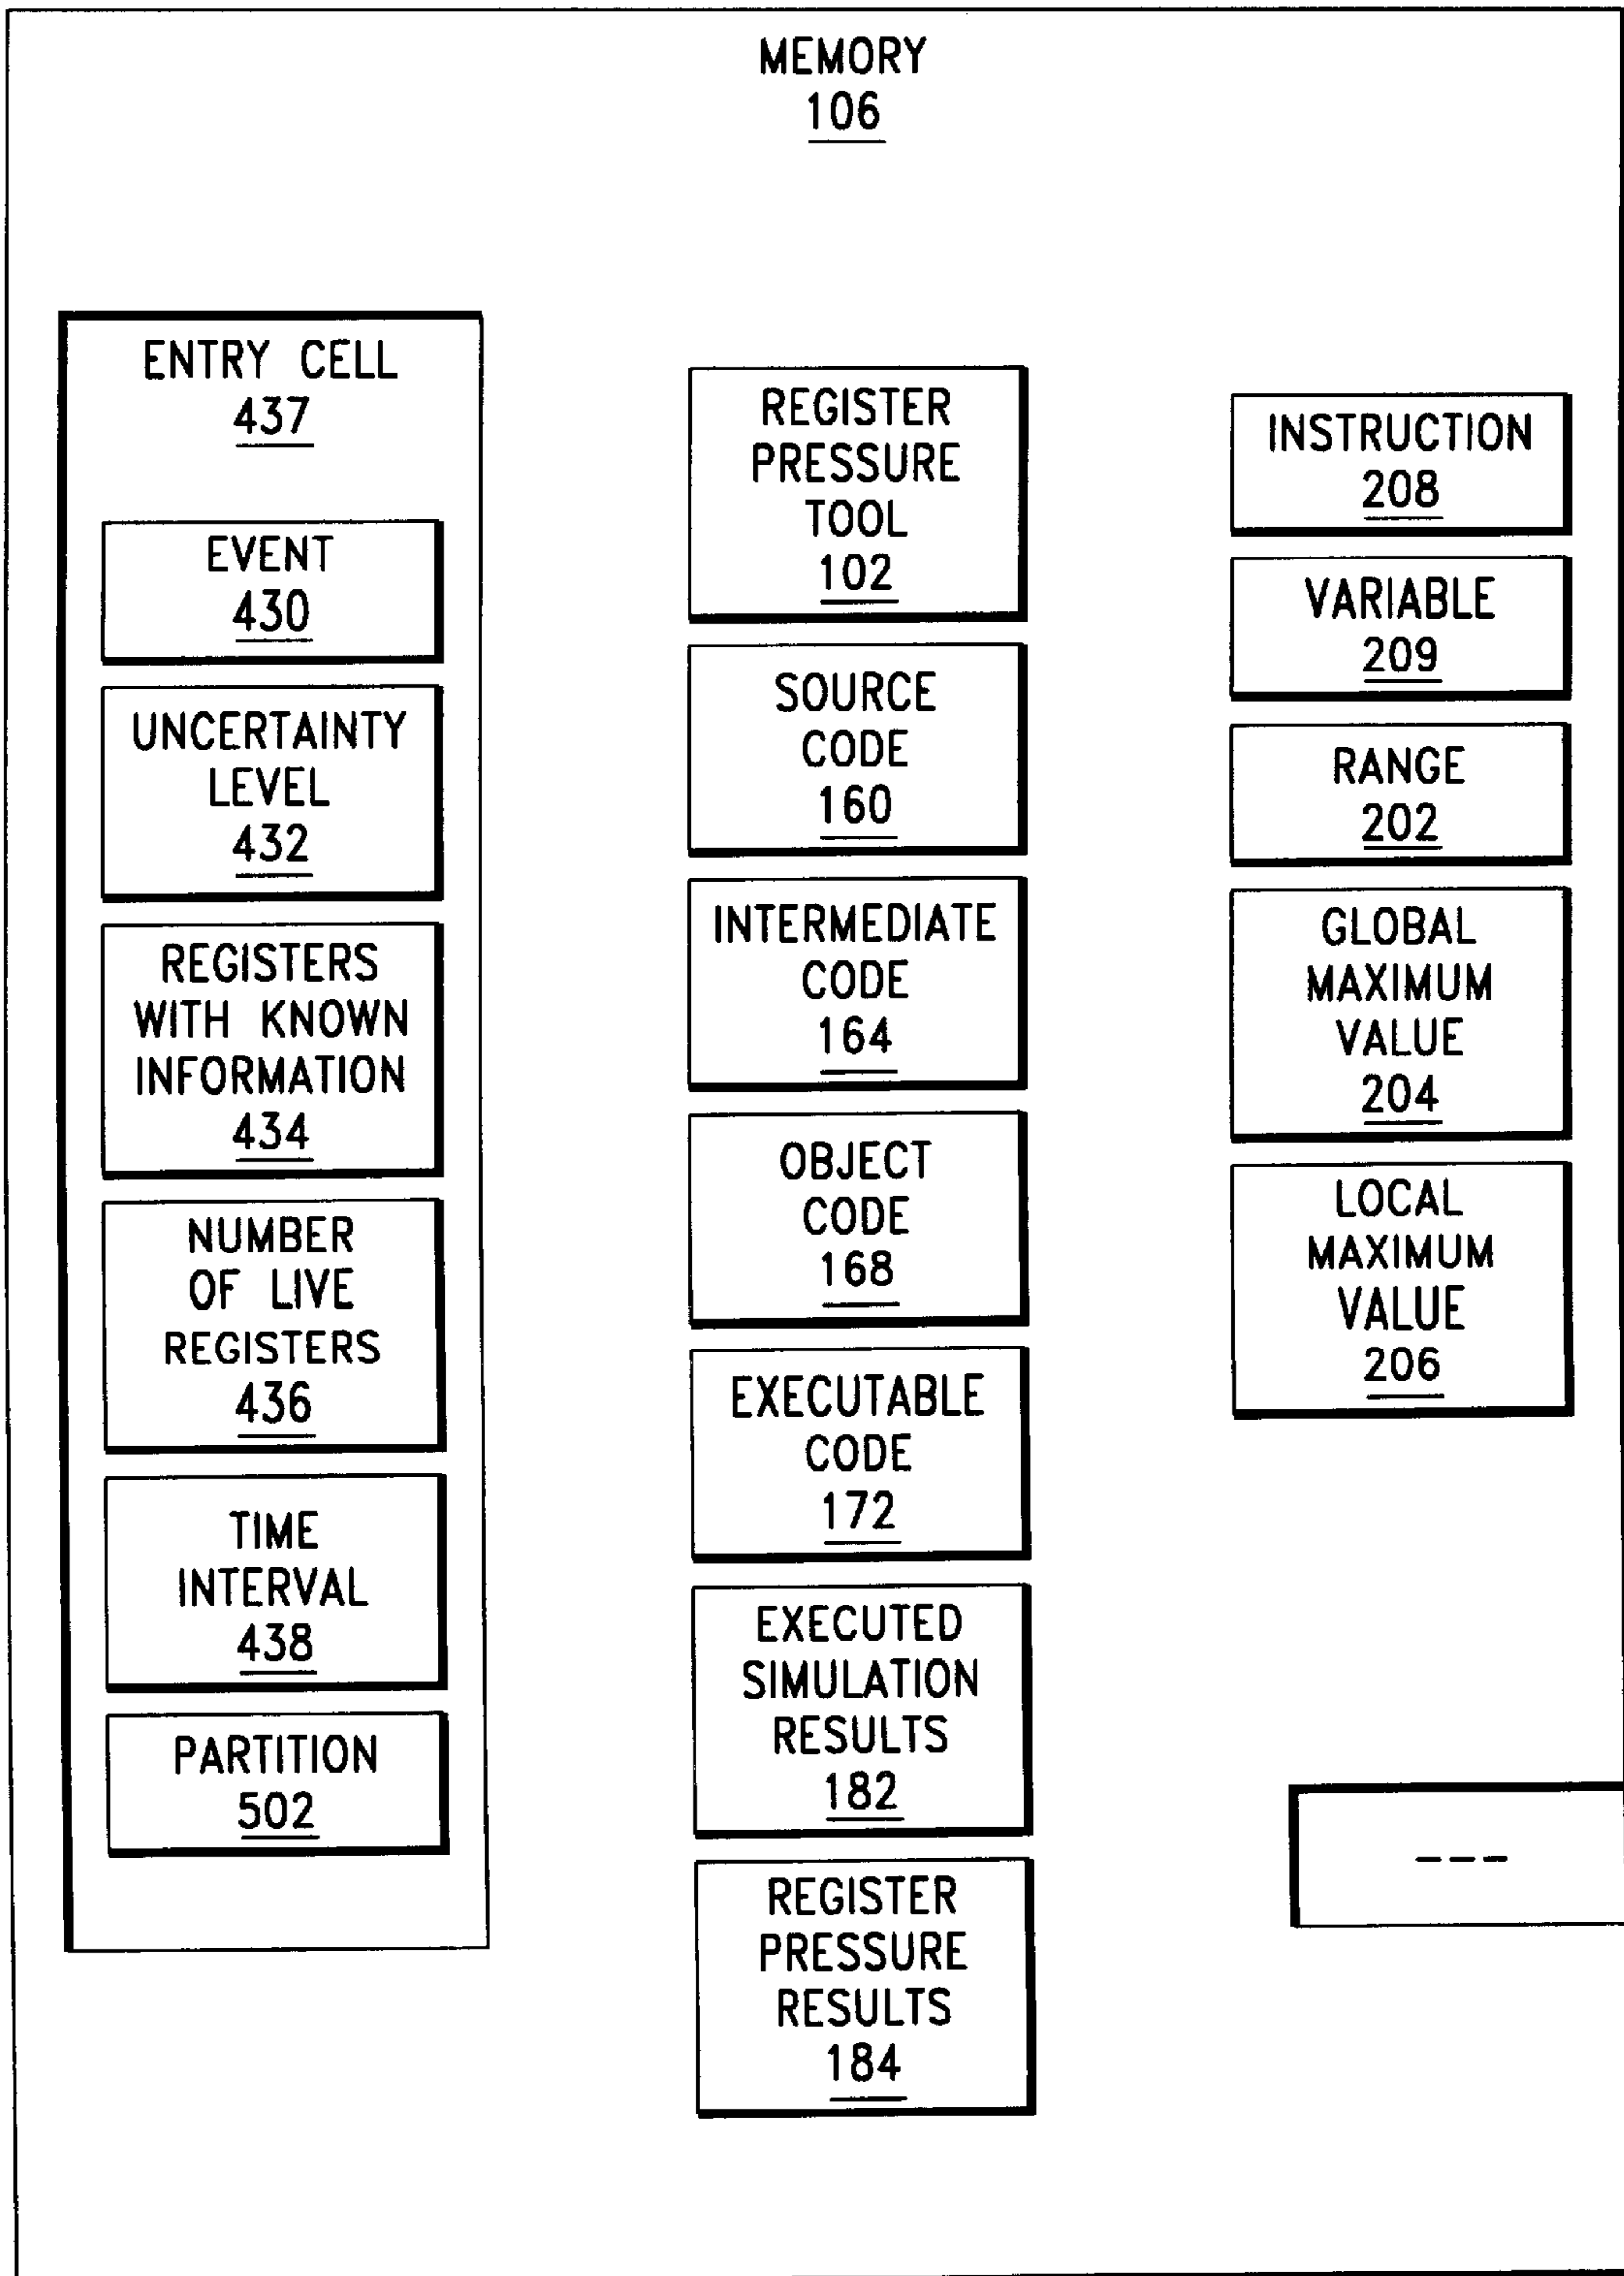 MEMORY
106
ENTRY CELL
437
EVENT
430
UNCERTAINTY
LEVEL
432
REGISTERS
WITH KNOWN
INFORMATION
434
NUMBER
OF LIVE
REGISTERS
436
TIME
INTERVAL
438
PARTITION
502
REGISTER
PRESSURE
TOOL
102
SOURCE
CODE
160
INTERMEDIATE
CODE
164
OBJECT
CODE
168
EXECUTABLE
CODE
172
EXECUTED
SIMULATION
RESULTS
182
REGISTER
PRESSURE
RESULTS
184
INSTRUCTION
208
VARIABLE
209
RANGE
202
GLOBAL
MAXIMUM
VALUE
204
LOCAL
MAXIMUM
VALUE
206
---